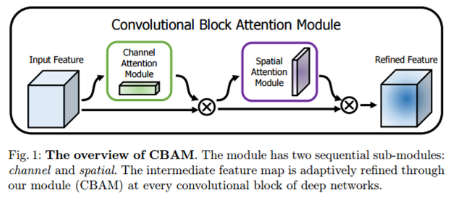 Convolutional Block Attention Module
Input Feature
Channel
Attention
Module
Spatial
Attention
Module
Refined Feature
Fig. 1: The overview of CBAM. The module has two sequential sub-modules:
channel and spatial. The intermediate feature map is adaptively refined through
our module (CBAM) at every convolutional block of deep networks.